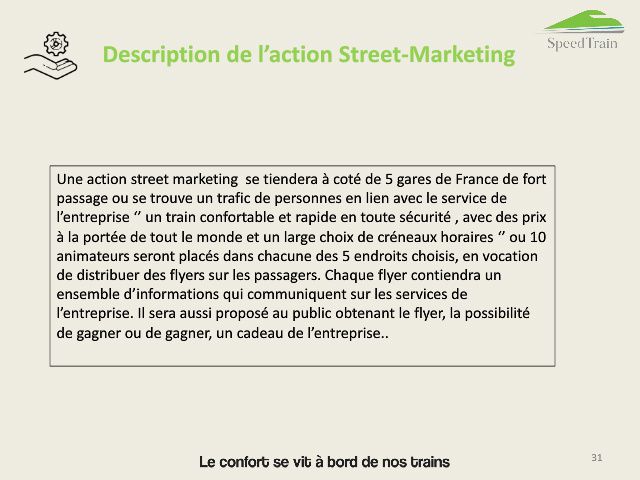 SpeedTrain
Description de l’action Street-Marketing
Une action street marketing  se tiendera à coté de 5 gares de France de fort
passage ou se trouve un trafic de personnes en lien avec le service de
l’entreprise ‘’ un train confortable et rapide en toute sécurité , avec des prix
à la portée de tout le monde et un large choix de créneaux horaires ‘’ ou 10
animateurs seront placés dans chacune des 5 endroits choisis, en vocation
de distribuer des flyers sur les passagers. Chaque flyer contiendra un
ensemble d’informations qui communiquent sur les services de
l’entreprise. Il sera aussi proposé au public obtenant le flyer, la possibilité
de gagner ou de gagner, un cadeau de l’entreprise..
Le confort se vit à bord de nos trains
31